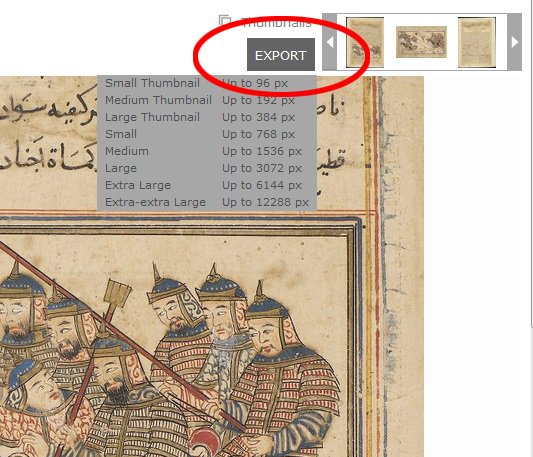 Thumbnails
EXPORT
Small Thumbnail Up to 96 px
Medium Thumbnail Up to 192 px
Large Thumbnail Up to 384 px
Small Up to 768 px
Medium Up to 1536 px
Large Up to 3072 px
Extra Large Up to 6144 px
Extra-extra Large Up to 12288 px